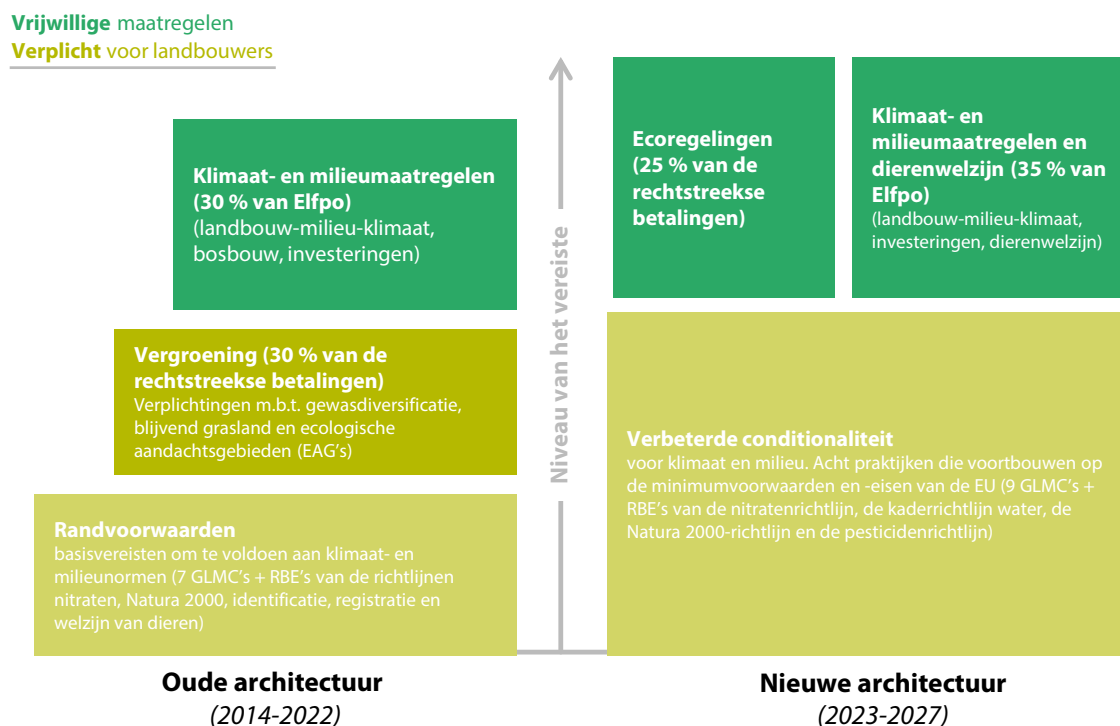 Vrijwillige maatregelen
Verplicht voor landbouwers
Klimaat- en milieumaatregelen
(30 % van Elfpo)
(landbouw-milieu-klimaat,
bosbouw, investeringen)
Vergroening (30 % van de
rechtstreekse betalingen)
Verplichtingen m.b.t. gewasdiversificatie,
blijvend grasland en ecologische
aandachtsgebieden (EAG's)
Randvoorwaarden
basisvereisten om te voldoen aan klimaat- en
milieunormen (7 GLMC's + RBE's van de richtlijnen
nitraten, Natura 2000, identificatie, registratie en
welzijn van dieren)
Oude architectuur
(2014-2022)
Niveau van het vereiste
Ecoregelingen
(25 % van de
rechtstreekse
betalingen)
Klimaat- en
milieumaatregelen en
dierenwelzijn (35 % van
Elfpo)
(landbouw-milieu-klimaat,
investeringen, dierenwelzijn)
Verbeterde conditionaliteit
voor klimaat en milieu. Acht praktijken die voortbouwen op
de minimumvoorwaarden en -eisen van de EU (9 GLMC's +
RBE's van de nitratenrichtlijn, de kaderrichtlijn water, de
Natura 2000-richtlijn en de pesticidenrichtlijn)
Nieuwe architectuur
(2023-2027)